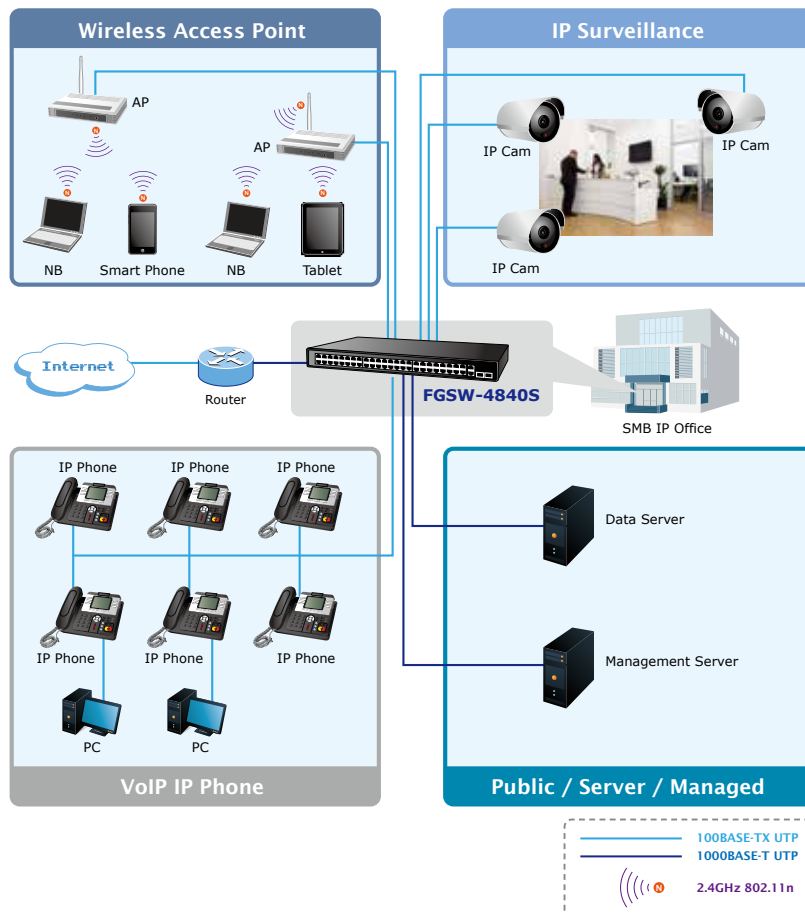 Wireless Access Point
IP Surveillance
AP
AP
NB
Smart Phone
NB
Tablet
IP Cam
IP Cam
IP Cam
Internet
Router
FGSW-4840S
SMB IP Office
IP Phone
IP Phone
IP Phone
IP Phone
IP Phone
IP Phone
PC
PC
VoIP IP Phone
Data Server
Management Server
Public / Server / Managed
100BASE-TX UTP
1000BASE-T UTP
N
2.4GHz 802.11n